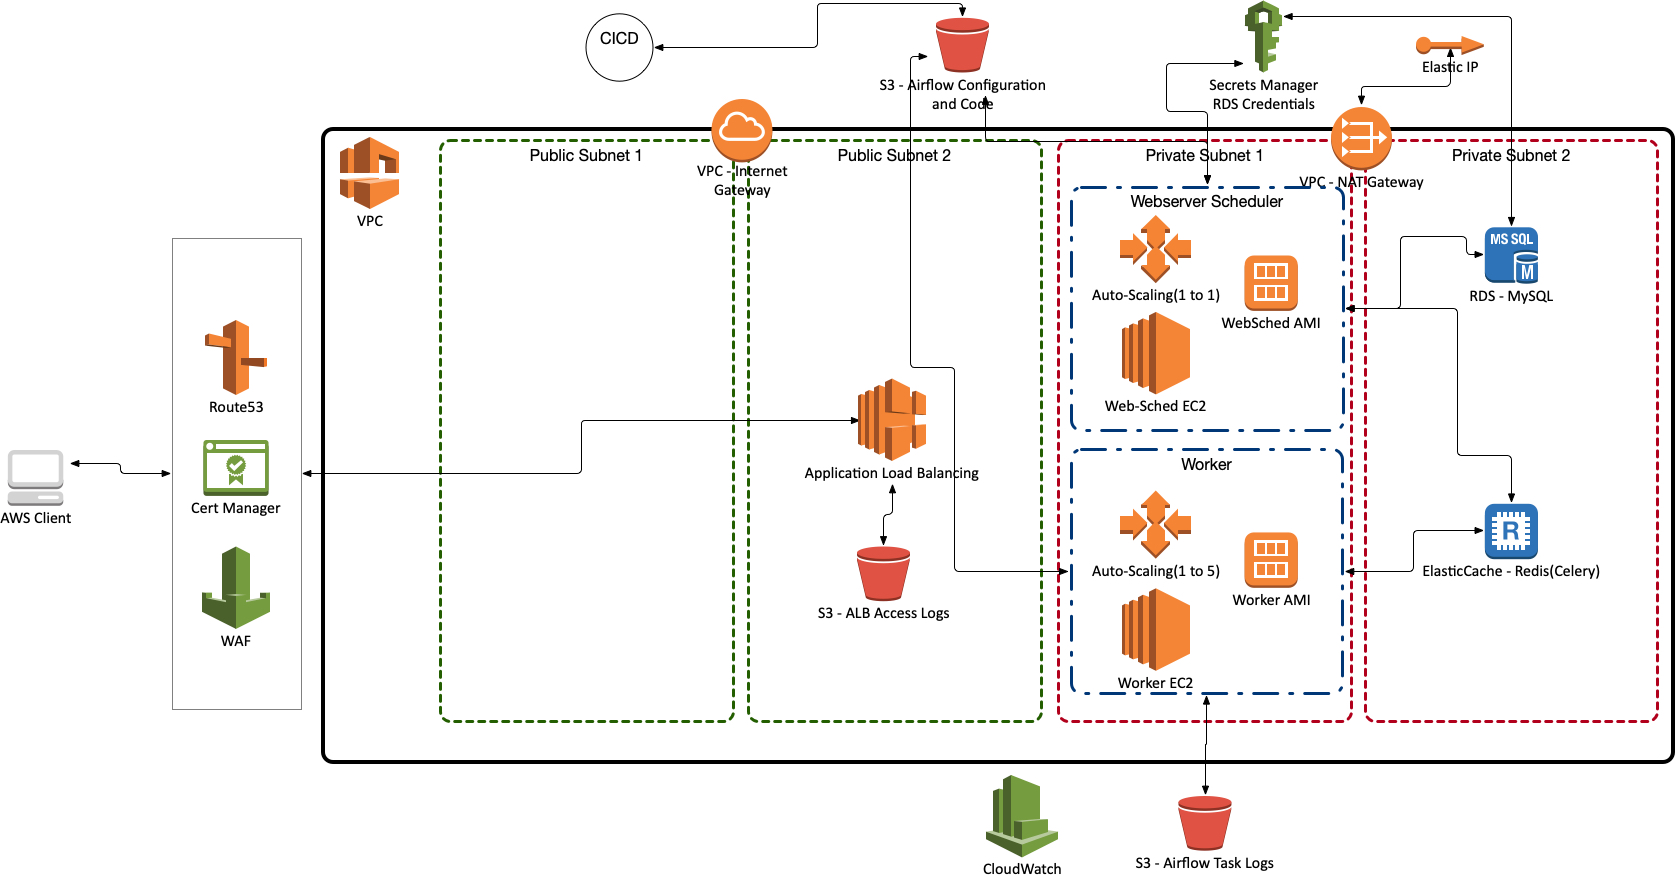 CICD
S3 - Airflow Configuration
and Code
Secrets Manager
RDS Credentials
Elastic IP
Public Subnet 1
VPC - Internet
Gateway
Public Subnet 2
Private Subnet 1
VPC - NAT Gateway
Private Subnet 2
VPC
Webserver Scheduler
Auto-Scaling(1 to 1)
WebSched AMI
Web-Sched EC2
MS SQL
M
RDS - MySQL
Route53
Cert Manager
WAF
AWS Client
Application Load Balancing
S3 - ALB Access Logs
Worker
Auto-Scaling(1 to 5)
Worker AMI
Worker EC2
R
ElasticCache - Redis(Celery)
CloudWatch
S3 - Airflow Task Logs